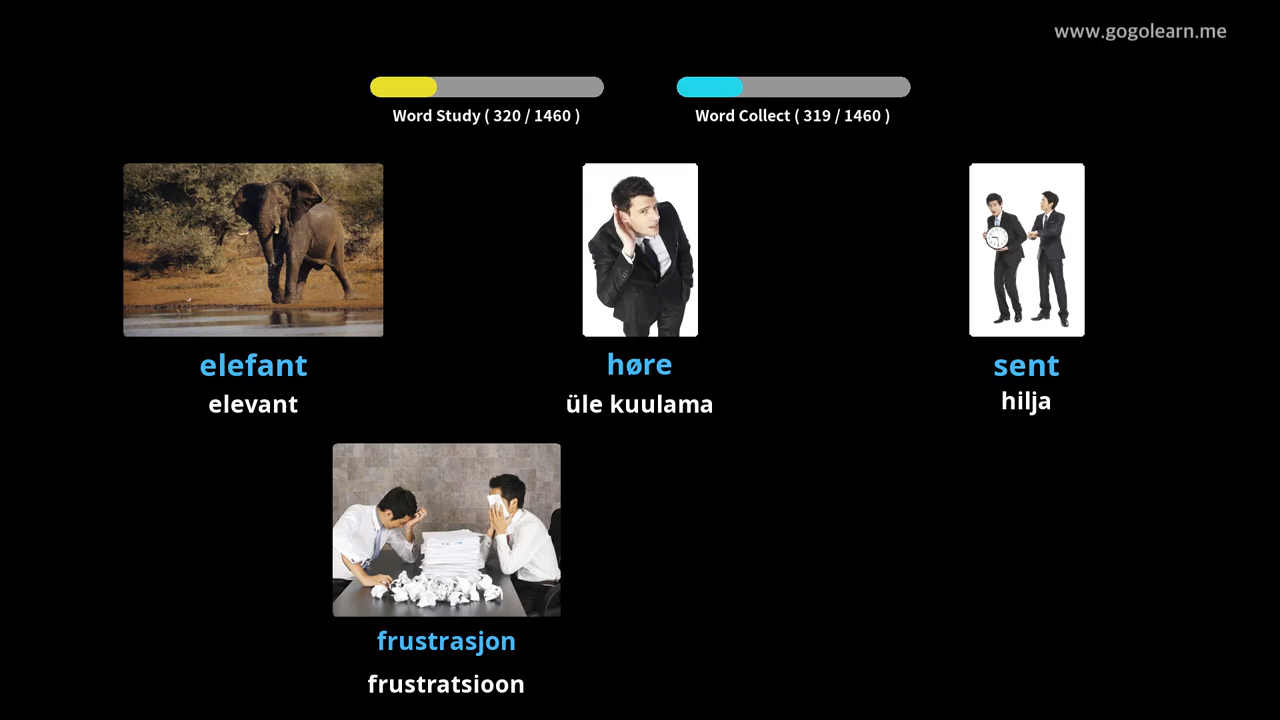 www.gogolearn.me
Word Study ( 320 / 1460 )
Word Collect ( 319 / 1460 )
elefant
elevant
høre
üle kuulama
sent
hilja
frustrasjon
frustratsioon